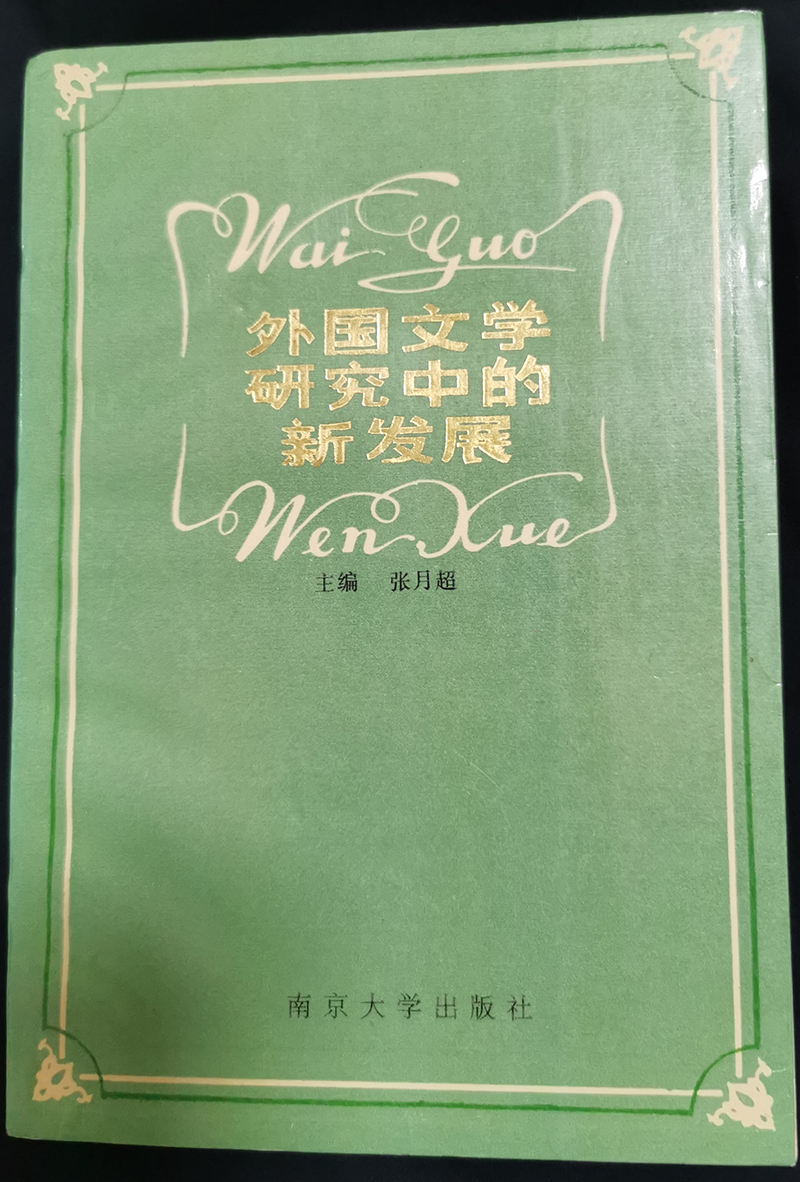 Wai Guo
外国文学
研究中的
新发展
Wen Xue
主编 张月超
南京大学出版社